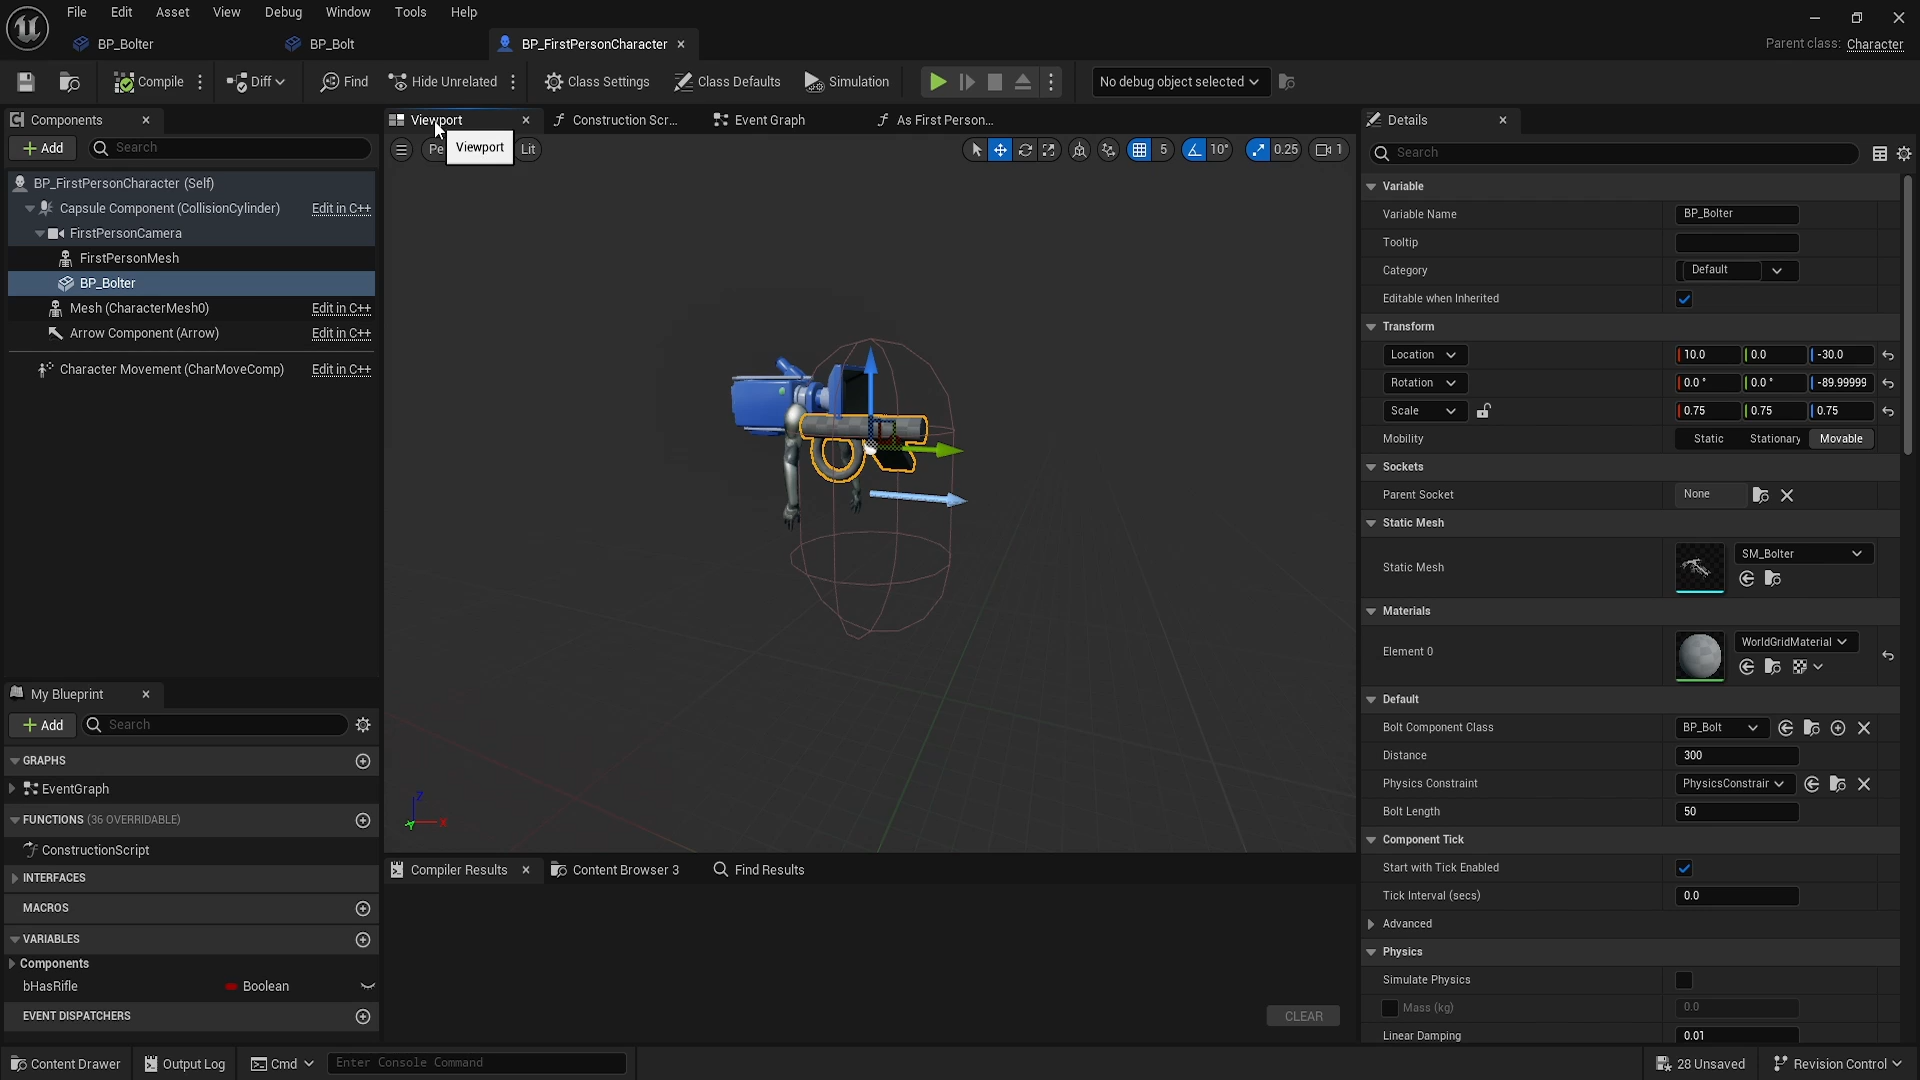 File Edit Asset View Debug Window Tools Help
BP_Bolter BP_Bolt BP_FirstPersonCharacter
Parent class: Character
Compile Diff Find Hide Unrelated Class Settings Class Defaults Simulation No debug object selected
Components
Add Search
BP_FirstPersonCharacter (Self)
Capsule Component (CollisionCylinder) Edit in C++
FirstPersonCamera
FirstPersonMesh
BP_Bolter
Mesh (CharacterMesh0) Edit in C++
Arrow Component (Arrow) Edit in C++
Character Movement (CharMoveComp) Edit in C++
My Blueprint
Add Search
GRAPHS
EventGraph
FUNCTIONS (36 OVERRIDABLE)
ConstructionScript
INTERFACES
MACROS
VARIABLES
Components
bHasRifle Boolean
EVENT DISPATCHERS
Viewport Construction Scr... Event Graph As First Person...
Pe Viewport Lit 5 10° 0.25 1
Z
X
Y
Compiler Results Content Browser 3 Find Results
CLEAR
Details
Search
Variable
Variable Name BP_Bolter
Tooltip
Category Default
Editable when Inherited
Transform
Location 10.0 0.0 -30.0
Rotation 0.0 ° 0.0 ° -89.99999
Scale 0.75 0.75 0.75
Mobility Static Stationary Movable
Sockets
Parent Socket None
Static Mesh
Static Mesh SM_Bolter
Materials
Element 0 WorldGridMaterial
Default
Bolt Component Class BP_Bolt
Distance 300
Physics Constraint PhysicsConstrair
Bolt Length 50
Component Tick
Start with Tick Enabled
Tick Interval (secs) 0.0
Advanced
Physics
Simulate Physics
Mass (kg) 0.0
Linear Damping 0.01
Content Drawer Output Log Cmd Enter Console Command 28 Unsaved Revision Control